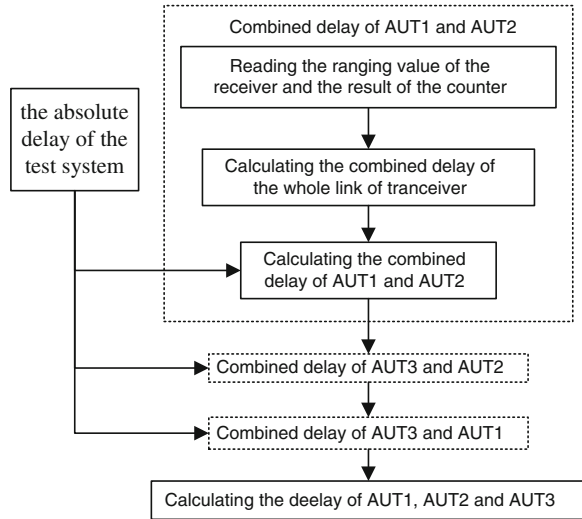 Combined delay of AUT1 and AUT2
Reading the ranging value of the
receiver and the result of the counter
the absolute
delay of the
test system
Calculating the combined delay of
the whole link of tranceiver
Calculating the combined
delay of AUT1 and AUT2
Combined delay of AUT3 and AUT2
Combined delay of AUT3 and AUT1
Calculating the deelay of AUT1, AUT2 and AUT3